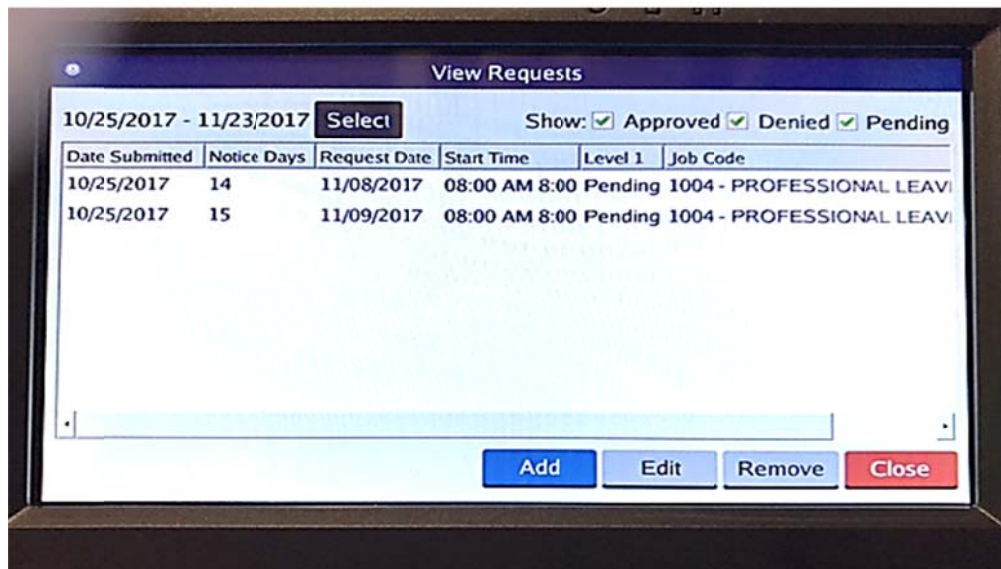 View Requests
10/25/2017 - 11/23/2017 Select Show: Approved Denied Pending
Date Submitted Notice Days Request Date Start Time Level 1 Job Code
10/25/2017 14 11/08/2017 08:00 AM 8:00 Pending 1004 - PROFESSIONAL LEAV
10/25/2017 15 11/09/2017 08:00 AM 8:00 Pending 1004 - PROFESSIONAL LEAV
Add Edit Remove Close